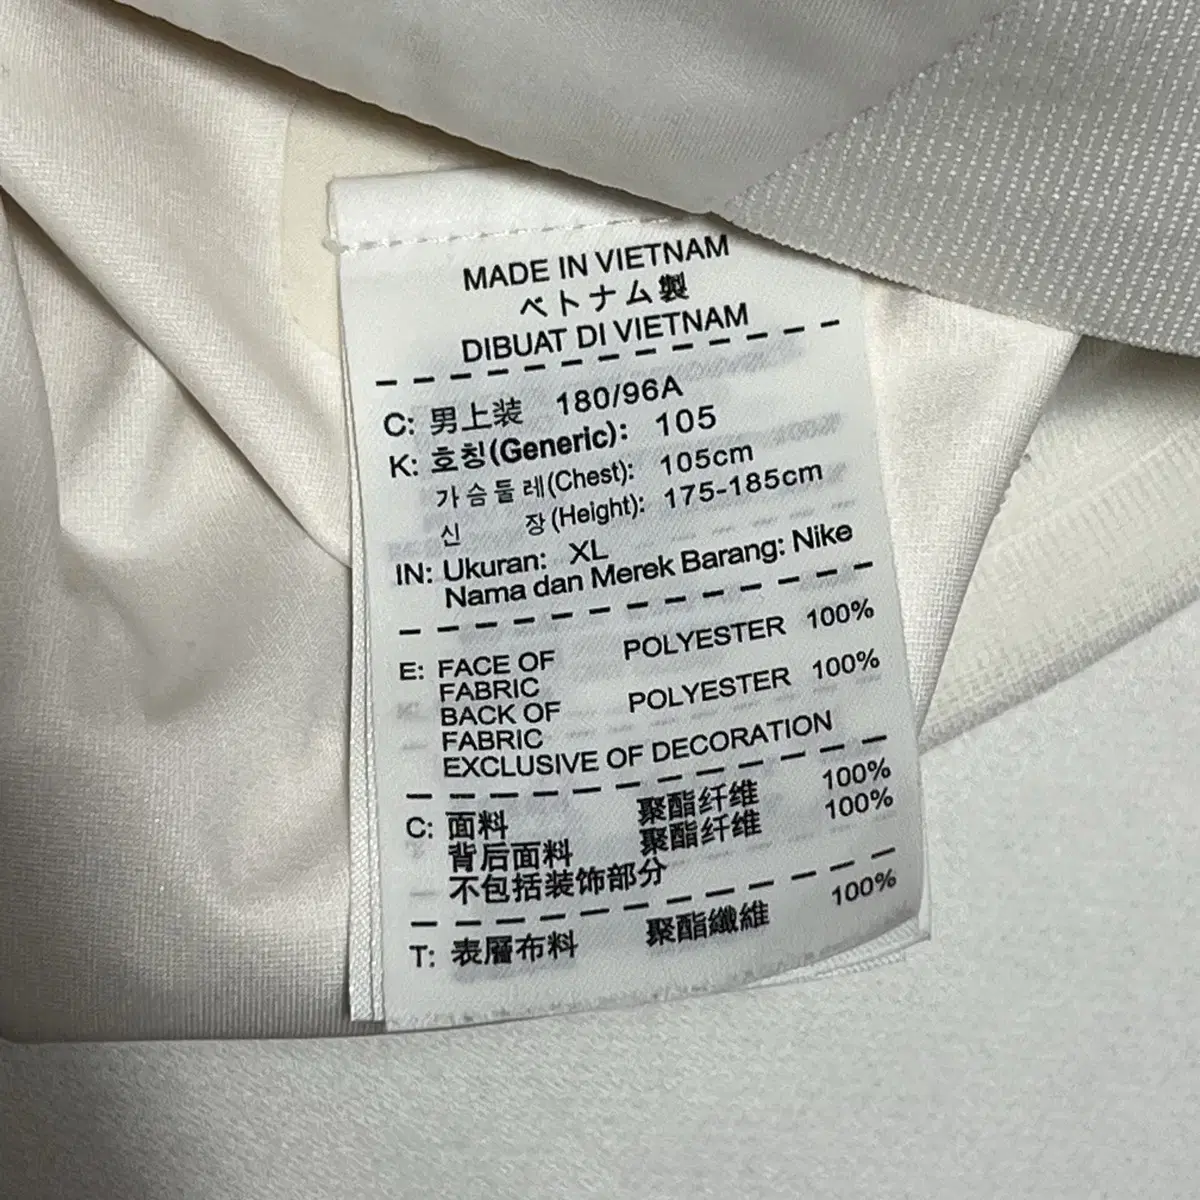 MADE IN VIETNAM
ベトナム製
DIBUAT DI VIETNAM
C: 男上装 180/96A
K: 호칭(Generic): 105
가슴둘레(Chest): 105cm
신 장(Height): 175-185cm
IN: Ukuran: XL
Nama dan Merek Barang: Nike
E: FACE OF FABRIC POLYESTER 100%
BACK OF FABRIC POLYESTER 100%
EXCLUSIVE OF DECORATION
C: 面料 聚酯纤维 100%
背后面料 聚酯纤维 100%
不包括装饰部分
T: 表層布料 聚酯纖維 100%